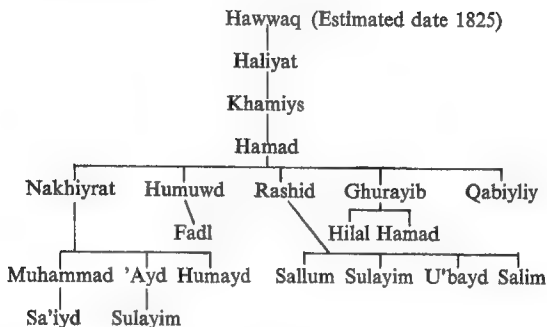 Hawwaq (Estimated date 1825)
Haliyat
Khamiys
Hamad
Nakhiyrat Humuwd Rashid Ghurayib Qabiyliy
Fadl Hilal Hamad
Muhammad 'Ayd Humayd Sallum Sulayim U'bayd Salim
Sa'iyd Sulayim